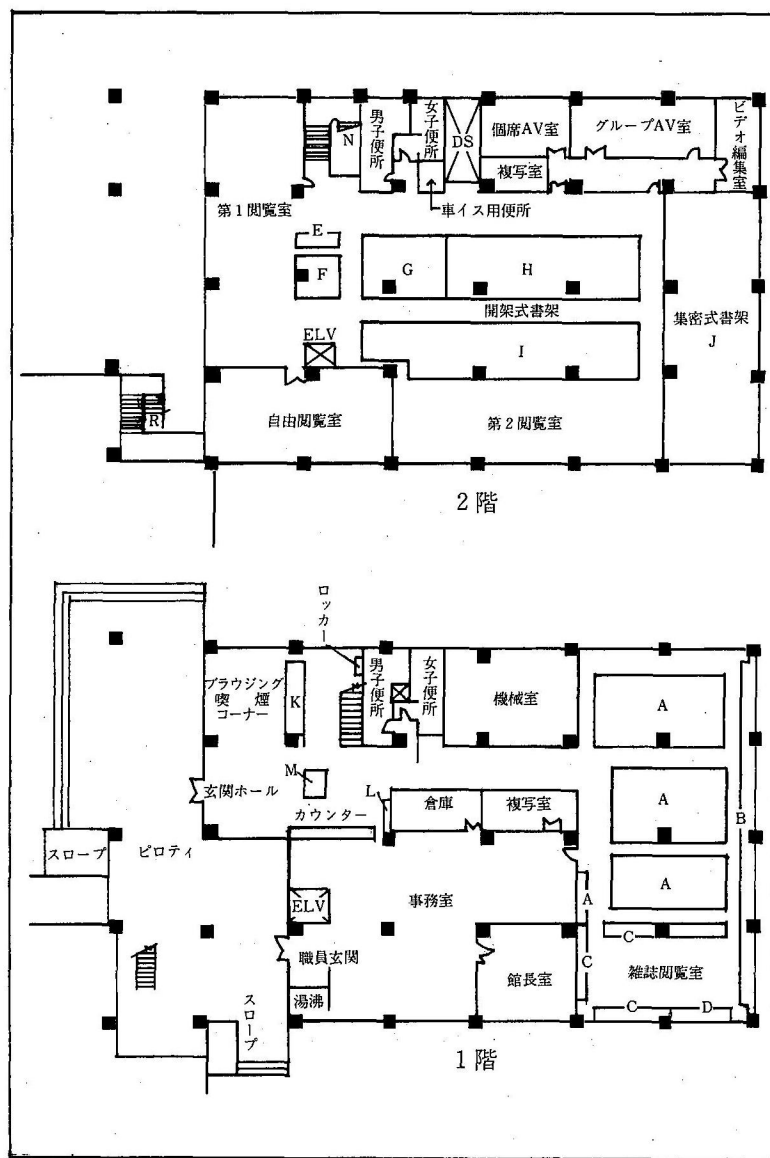 男子便所
女子便所
DS
個席AV室
グループAV室
ビデオ編集室
N
複写室
車イス用便所
第1閲覧室
E
F
G
H
開架式書架
集密式書架
J
ELV
I
自由閲覧室
第2閲覧室
R
2階
ロッカー
ブラウジング
喫煙
コーナー
K
男子便所
女子便所
機械室
A
M
玄関ホール
カウンター
L
倉庫
複写室
A
B
スロープ
ピロティ
ELV
事務室
A
A
C
C
職員玄関
館長室
雑誌閲覧室
湯沸
スロープ
C
D
1階